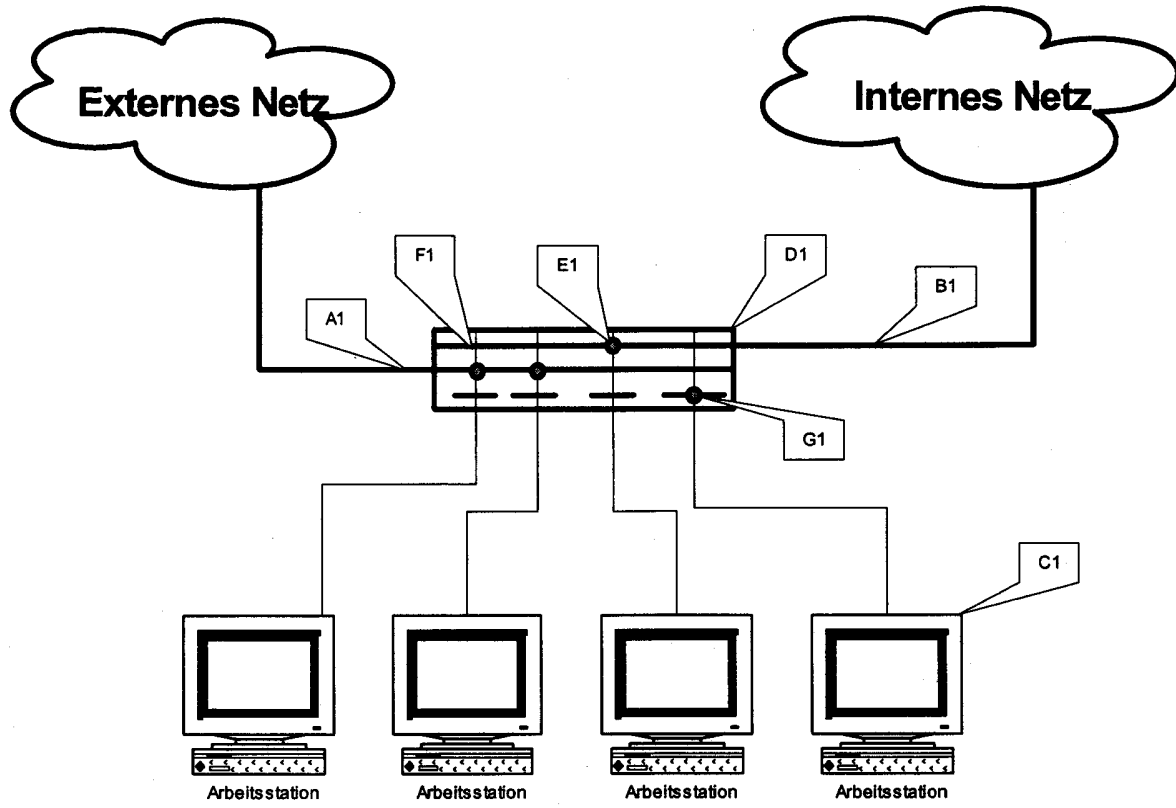 Externes Netz
Internes Netz
F1
E1
D1
B1
A1
G1
C1
Arbeitsstation
Arbeitsstation
Arbeitsstation
Arbeitsstation